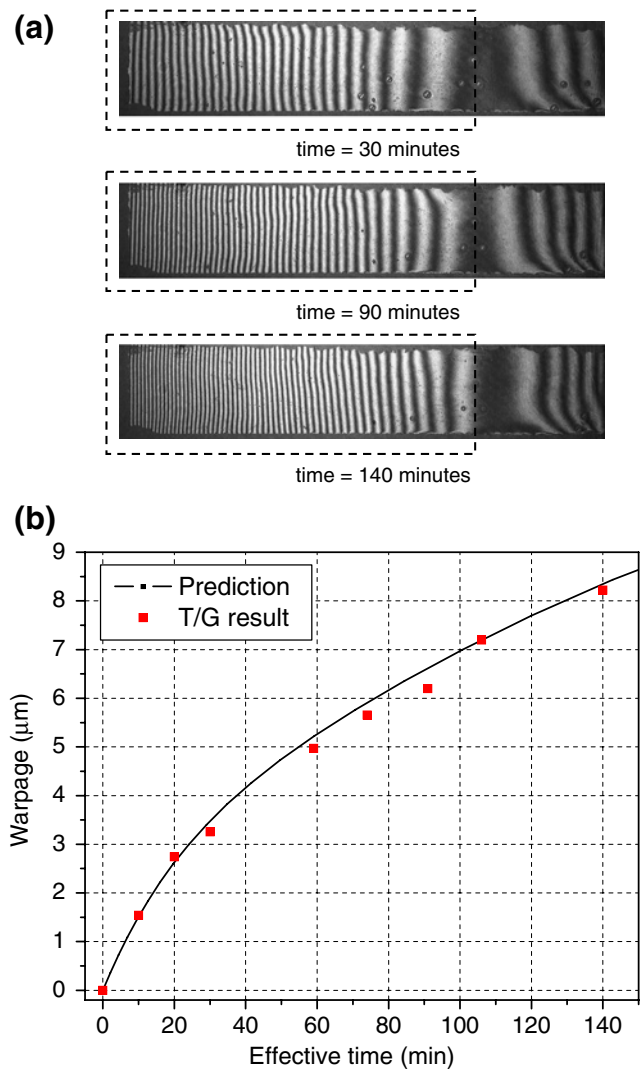 (a)
time = 30 minutes
time = 90 minutes
time = 140 minutes
(b)
9
8
7
6
5
4
3
2
1
0
Warpage (μm)
Prediction
T/G result
0 20 40 60 80 100 120 140
Effective time (min)